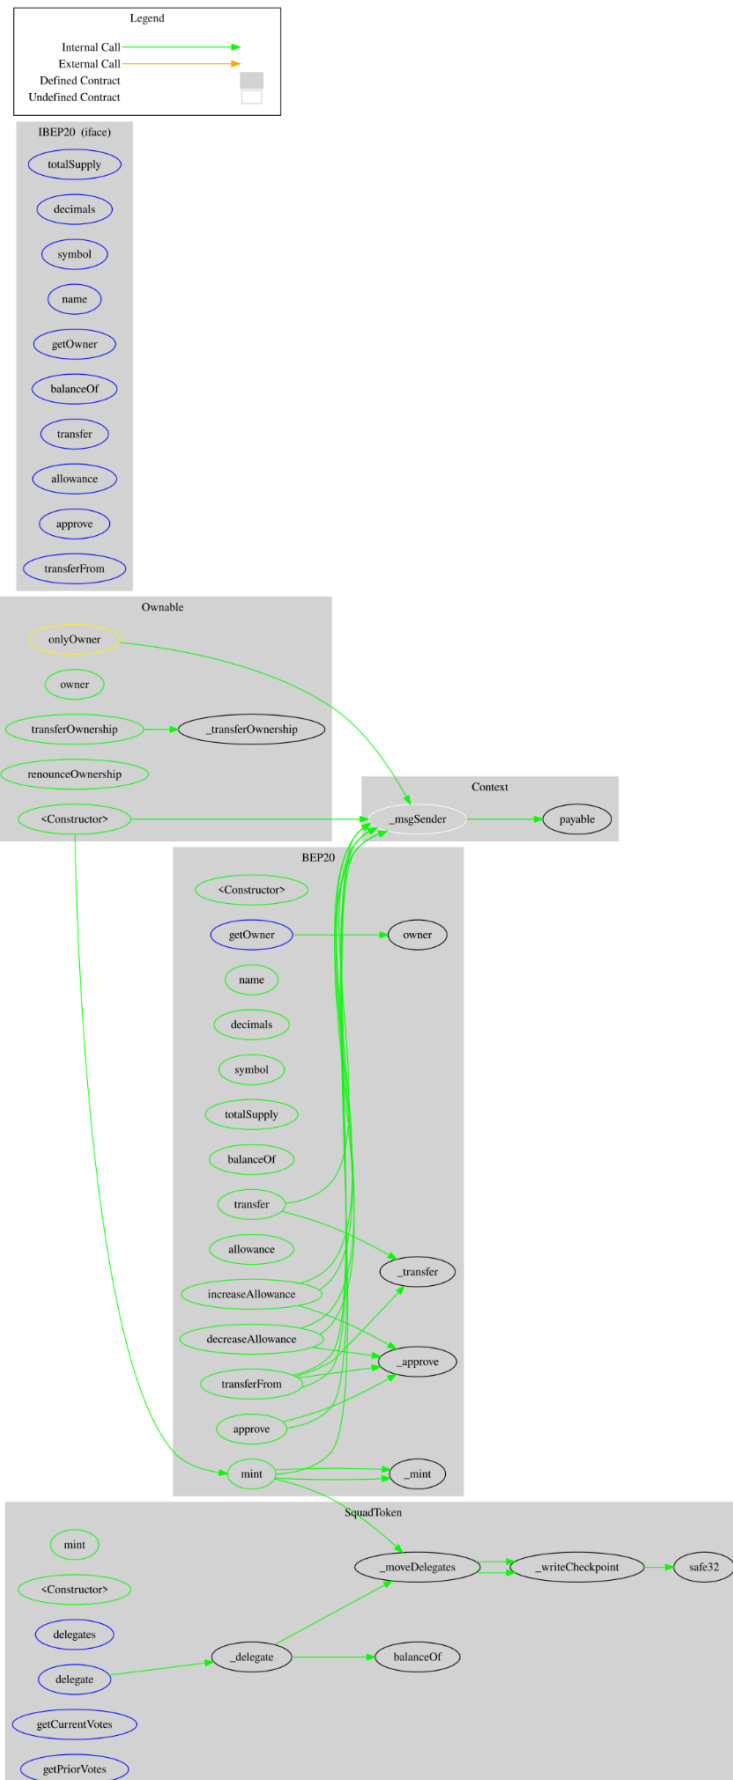 Legend
Internal Call
External Call
Defined Contract
Undefined Contract
IBEP20 (iface)
totalSupply
decimals
symbol
name
getOwner
balanceOf
transfer
allowance
approve
transferFrom
Ownable
onlyOwner
owner
transferOwnership
_transferOwnership
renounceOwnership
<Constructor>
Context
_msgSender
payable
BEP20
<Constructor>
getOwner
owner
name
decimals
symbol
totalSupply
balanceOf
transfer
allowance
_transfer
increaseAllowance
decreaseAllowance
_approve
transferFrom
approve
mint
_mint
SquadToken
mint
_moveDelegates
_writeCheckpoint
safe32
<Constructor>
delegates
_delegate
balanceOf
delegate
getCurrentVotes
getPriorVotes